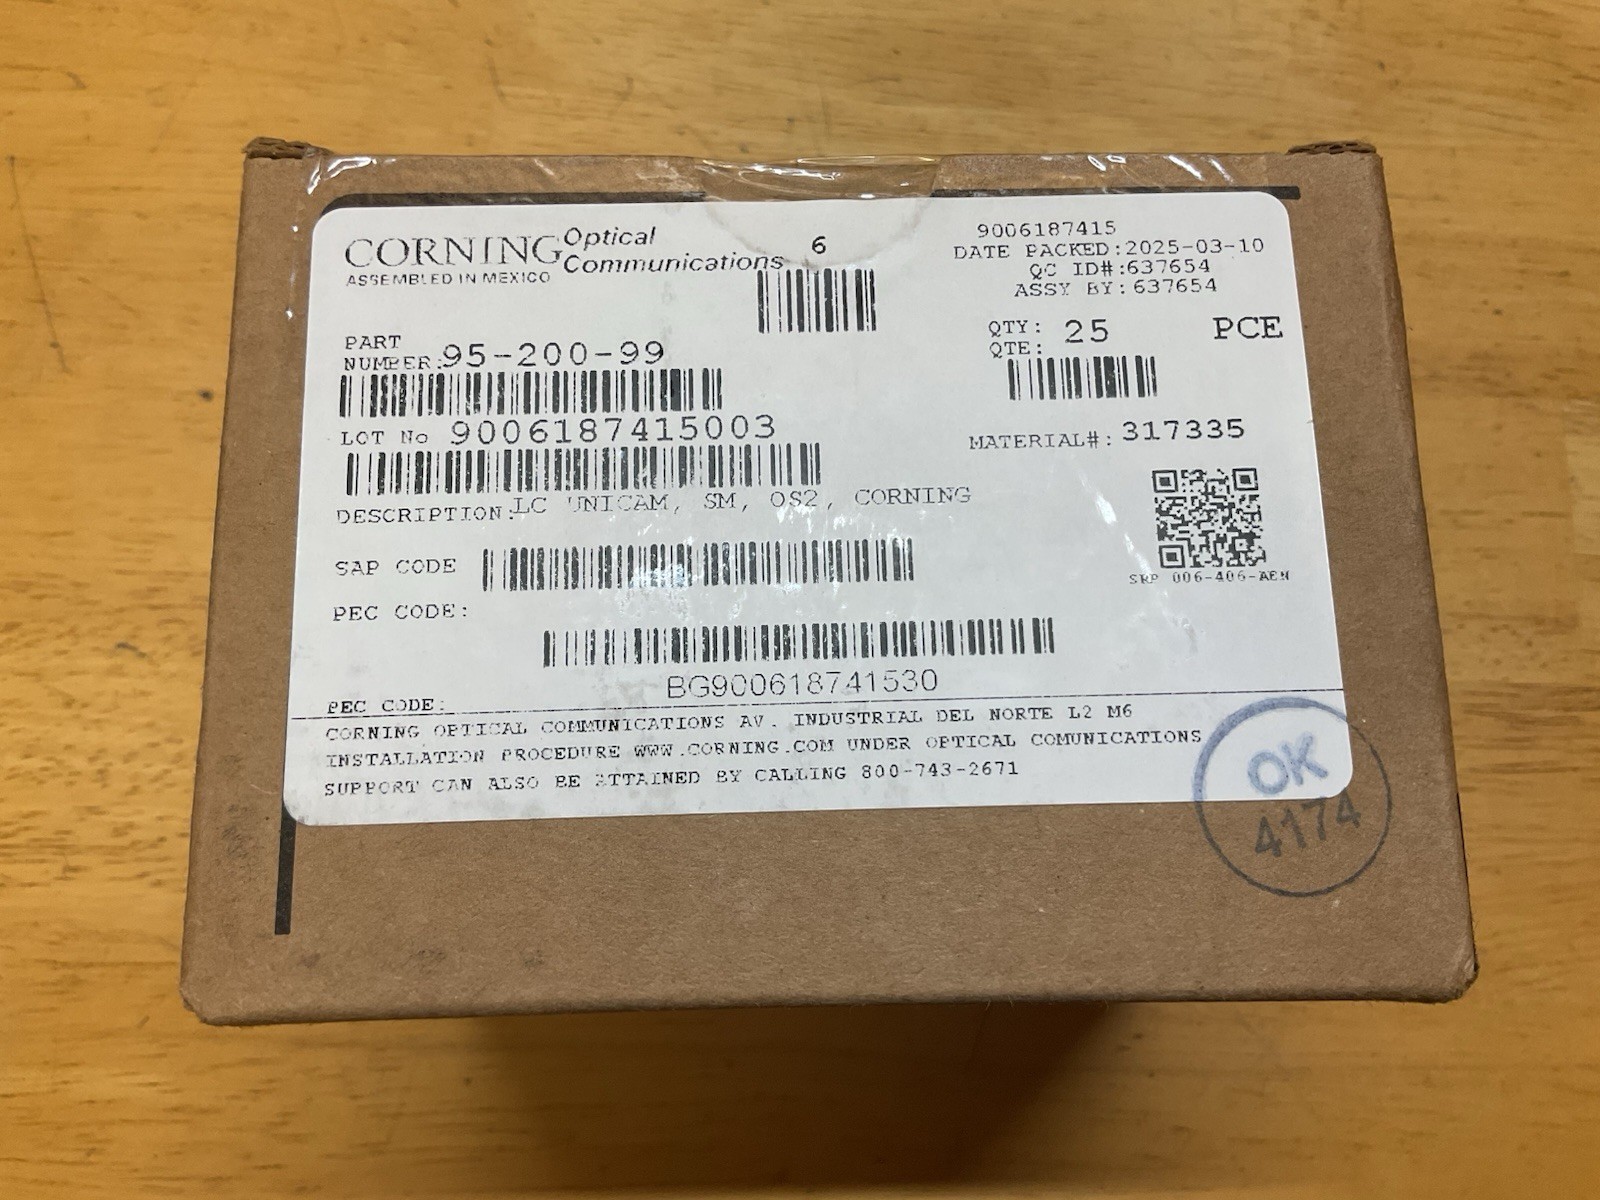 CORNING Optical Communications
ASSEMBLED IN MEXICO
6
9006187415
DATE PACKED:2025-03-10
QC ID#:637654
ASSY BY:637654
PART NUMBER:95-200-99
QTY: 25 PCE
QTE:
LOT No 9006187415003
MATERIAL#:317335
DESCRIPTION:LC UNICAM, SM, OS2, CORNING
SAP CODE
SRP 006-406-AEN
PEC CODE:
BG900618741530
PEC CODE:
CORNING OPTICAL COMMUNICATIONS AV. INDUSTRIAL DEL NORTE L2 M6
INSTALLATION PROCEDURE WWW.CORNING.COM UNDER OPTICAL COMUNICATIONS
SUPPORT CAN ALSO BE ATTAINED BY CALLING 800-743-2671
OK
4174